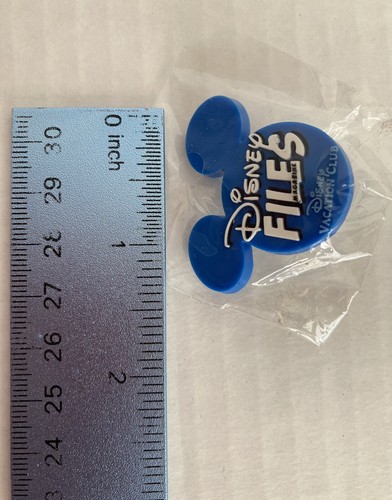 DISNEY
FILES
MAGAZINE
DISNEY
VACATION CLUB
0 inch
1
2
30
29
28
27
26
25
24